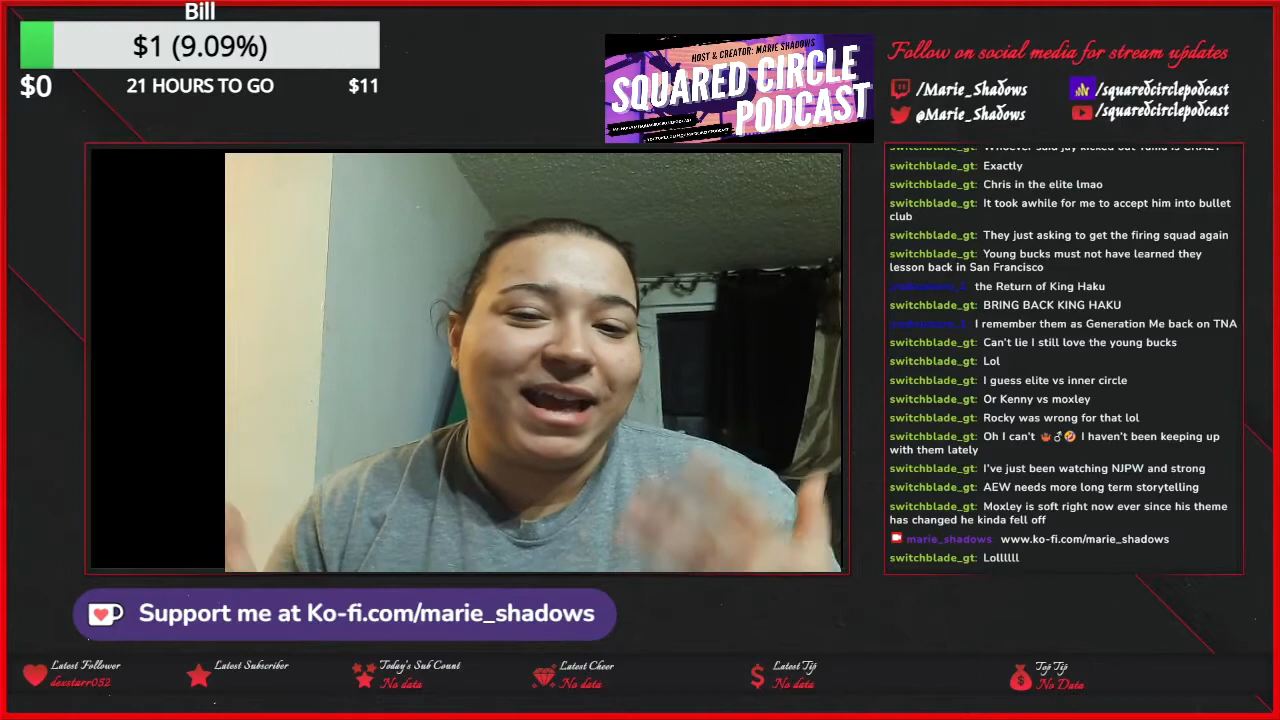 Bill
$1 (9.09%)
$0
21 HOURS TO GO
$11
HOST & CREATOR: MARIE SHADOWS
SQUARED CIRCLE
PODCAST
Follow on social media for stream updates
/Marie_Shadows
/squaredcirclepodcast
@Marie_Shadows
/squaredcirclepodcast
switchblade_gt: Exactly
switchblade_gt: Chris in the elite lmao
switchblade_gt: It took awhile for me to accept him into bullet
club
switchblade_gt: They just asking to get the firing squad again
switchblade_gt: Young bucks must not have learned they
lesson back in San Francisco
the Return of King Haku
switchblade_gt: BRING BACK KING HAKU
I remember them as Generation Me back on TNA
switchblade_gt: Can't lie I still love the young bucks
switchblade_gt: Lol
switchblade_gt: I guess elite vs inner circle
switchblade_gt: Or Kenny vs moxley
switchblade_gt: Rocky was wrong for that lol
switchblade_gt: Oh I can't I haven't been keeping up
with them lately
switchblade_gt: I've just been watching NJPW and strong
switchblade_gt: AEW needs more long term storytelling
switchblade_gt: Moxley is soft right now ever since his theme
has changed he kinda fell off
marie_shadows www.ko-fi.com/marie_shadows
switchblade_gt: Lollllll
Support me at Ko-fi.com/marie_shadows
Latest Follower
dexstarr052
Latest Subscriber
Today's Sub Count
No data
Latest Cheer
No data
Latest Tip
No data
Top Tip
No Data